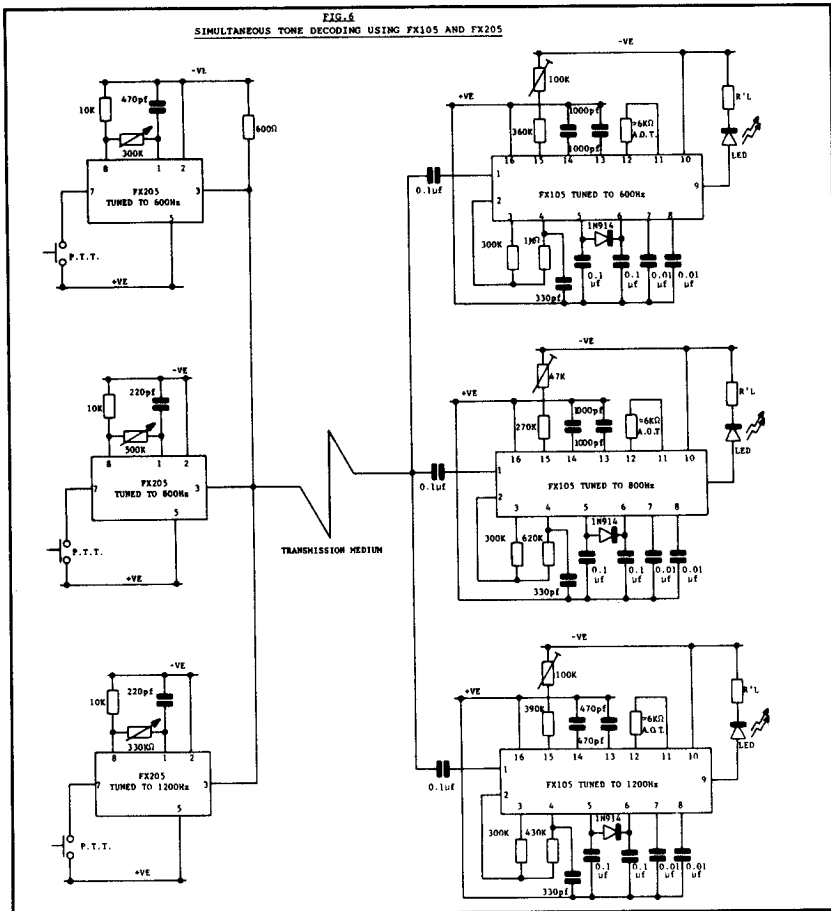 FIG.6
SIMULTANEOUS TONE DECODING USING FX105 AND FX205
-VE
10K
470pf
300K
600Ω
8
1
2
7
FX205
TUNED TO 600Hz
3
5
P.T.T.
+VE
-VE
100K
+VE
360K
1000pf
1000pf
≈6KΩ
A.O.T.
R'L
LED
16
15
14
13
12
11
10
0.1uf
1
2
FX105 TUNED TO 600Hz
9
3
4
5
6
7
8
300K
1MΩ
1N914
330pf
0.1
uf
0.1
uf
0.01
uf
0.01
uf
-VE
10K
220pf
500K
8
1
2
7
FX205
TUNED TO 800Hz
3
5
P.T.T.
+VE
TRANSMISSION MEDIUM
-VE
47K
+VE
270K
1000pf
1000pf
≈6KΩ
A.O.T
R'L
LED
16
15
14
13
12
11
10
0.1uf
1
2
FX105 TUNED TO 800Hz
9
3
4
5
6
7
8
300K
620K
1N914
330pf
0.1
uf
0.1
uf
0.01
uf
0.01
uf
-VE
10K
220pf
330KΩ
8
1
2
7
FX205
TUNED TO 1200Hz
3
5
P.T.T.
+VE
-VE
100K
+VE
390K
470pf
470pf
≈6KΩ
A.O.T.
R'L
LED
16
15
14
13
12
11
10
0.1uf
1
2
FX105 TUNED TO 1200Hz
9
3
4
5
6
7
8
300K
430K
1N914
330pf
0.1
uf
0.1
uf
0.01
uf
0.01
uf